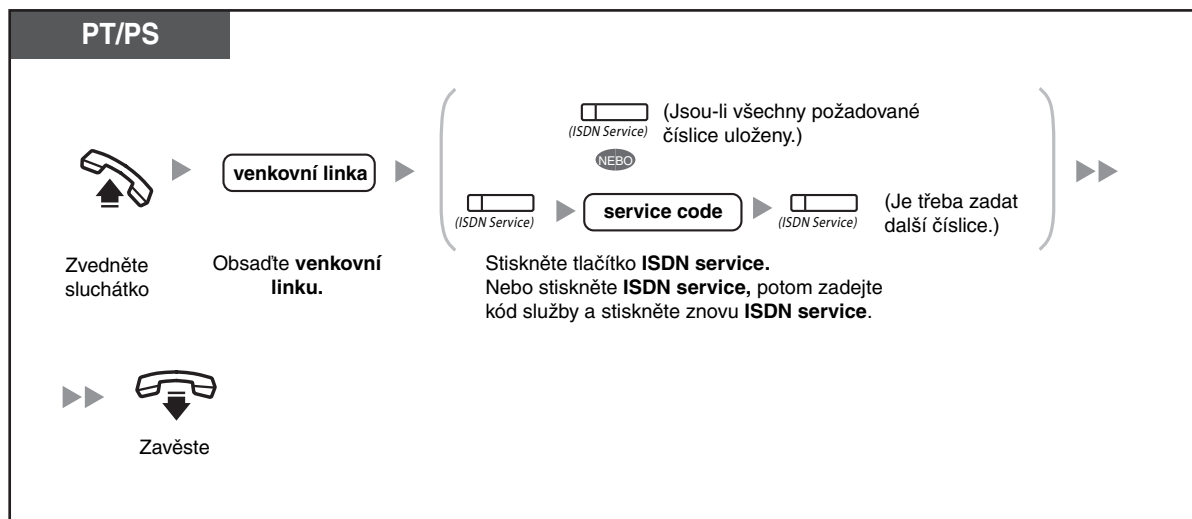 PT/PS
(ISDN Service)
(Jsou-li všechny požadované
číslice uloženy.)
NEBO
venkovní linka
(ISDN Service)
service code
(ISDN Service)
(Je třeba zadat
další číslice.)
Zvedněte
sluchátko
Obsaďte venkovní
linku.
Stiskněte tlačítko ISDN service.
Nebo stiskněte ISDN service, potom zadejte
kód služby a stiskněte znovu ISDN service.
Zavěste